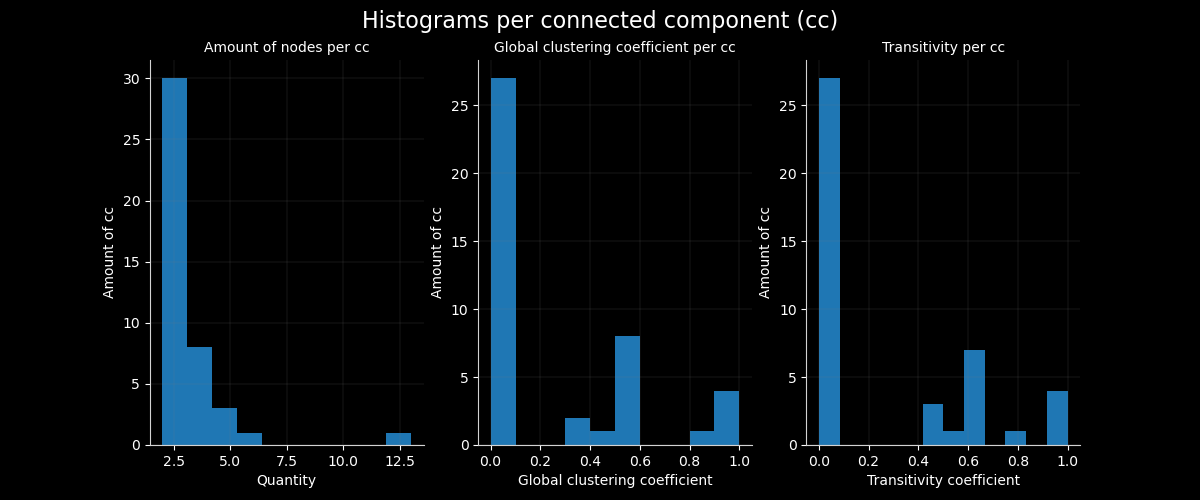 Histograms per connected component (cc)
Amount of nodes per cc
Amount of cc
30
25
20
15
10
5
0
2.5 5.0 7.5 10.0 12.5
Quantity
Global clustering coefficient per cc
Amount of cc
25
20
15
10
5
0
0.0 0.2 0.4 0.6 0.8 1.0
Global clustering coefficient
Transitivity per cc
Amount of cc
25
20
15
10
5
0
0.0 0.2 0.4 0.6 0.8 1.0
Transitivity coefficient